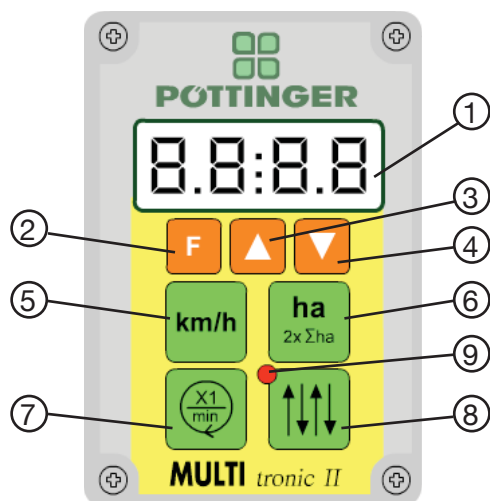 PÖTTINGER
8.8:8.8
①
③
② F ④
⑤ km/h ha ⑥
2x Σha
⑨
⑦ X1 ⑧
min
MULTI tronic II